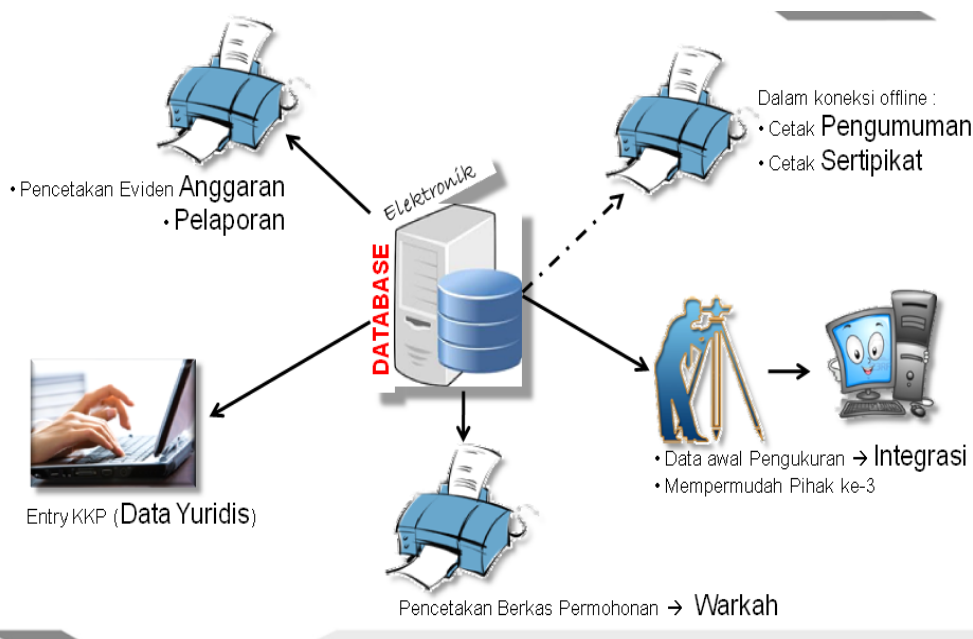 Dalam koneksi offline :
• Cetak Pengumuman
• Cetak Sertipikat
• Pencetakan Eviden Anggaran
• Pelaporan
Elektronik
DATABASE
• Data awal Pengukuran → Integrasi
• Mempermudah Pihak ke-3
Entry KKP (Data Yuridis)
Pencetakan Berkas Permohonan → Warkah